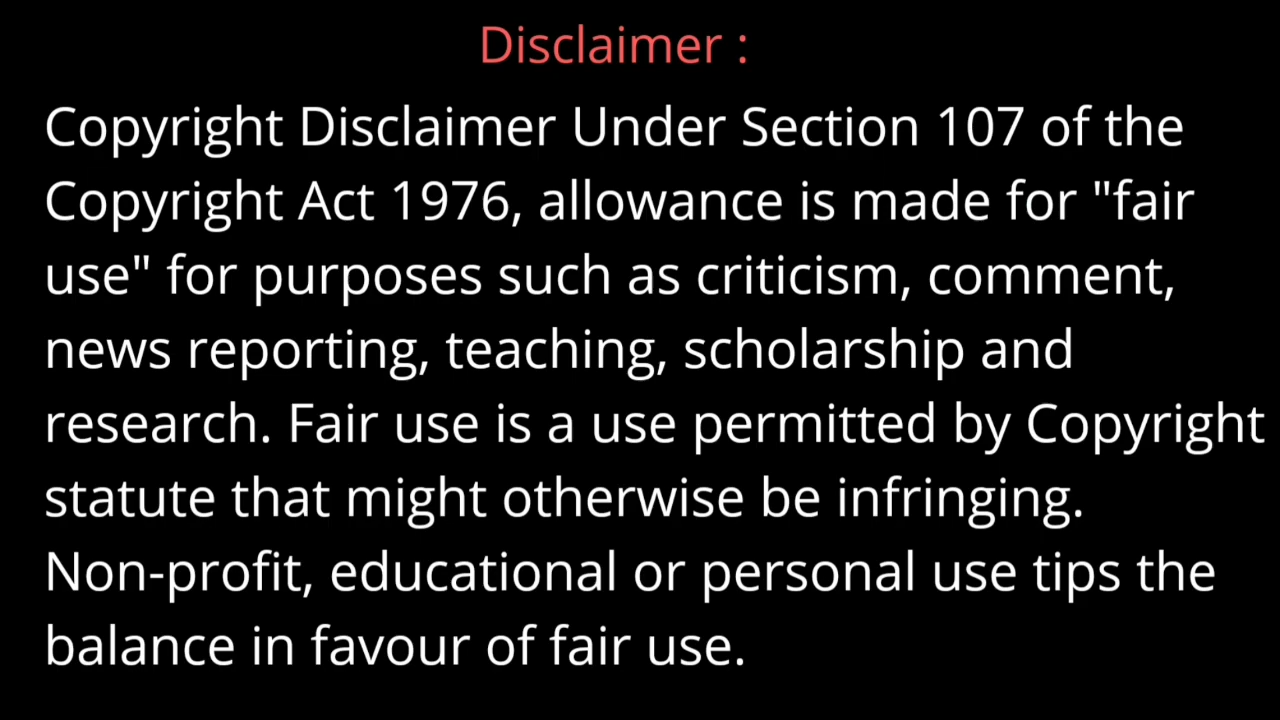 Disclaimer :
Copyright Disclaimer Under Section 107 of the
Copyright Act 1976, allowance is made for "fair
use" for purposes such as criticism, comment,
news reporting, teaching, scholarship and
research. Fair use is a use permitted by Copyright
statute that might otherwise be infringing.
Non-profit, educational or personal use tips the
balance in favour of fair use.